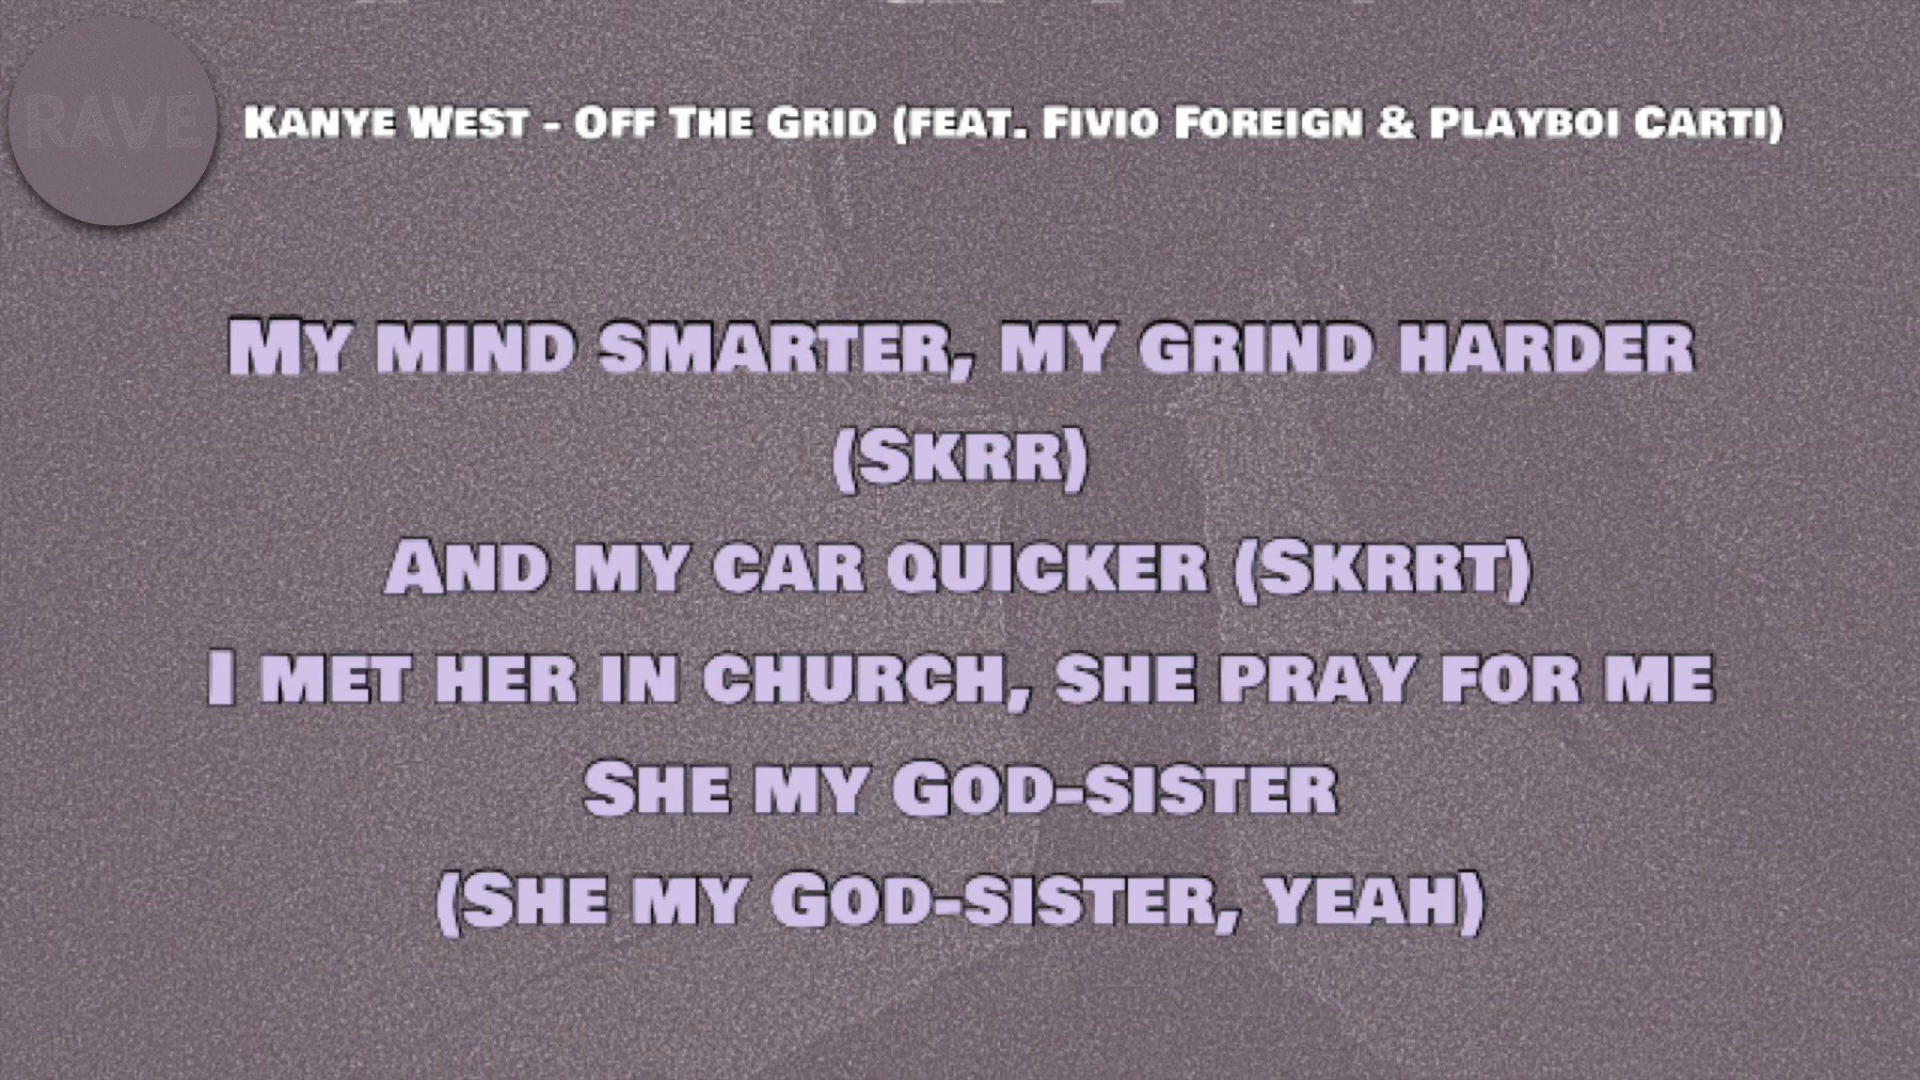 RAVE
Kanye West - Off The Grid (feat. Fivio Foreign & Playboi Carti)
My mind smarter, my grind harder
(Skrr)
And my car quicker (Skrrt)
I met her in church, she pray for me
She my God-sister
(She my God-sister, yeah)